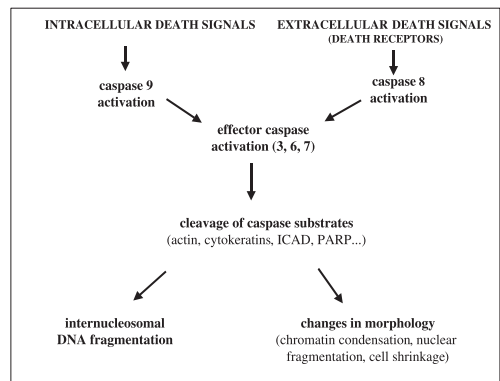 INTRACELLULAR DEATH SIGNALS
EXTRACELLULAR DEATH SIGNALS
(DEATH RECEPTORS)
caspase 9
activation
caspase 8
activation
effector caspase
activation (3, 6, 7)
cleavage of caspase substrates
(actin, cytokeratins, ICAD, PARP...)
internucleosomal
DNA fragmentation
changes in morphology
(chromatin condensation, nuclear
fragmentation, cell shrinkage)